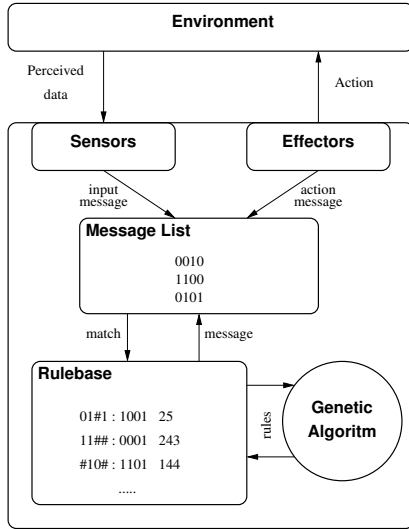 Environment
Perceived
data
Action
Sensors
Effectors
input
message
action
message
Message List
0010
1100
0101
match
message
Rulebase
01#1 : 1001 25
11## : 0001 243
#10# : 1101 144
.....
rules
Genetic
Algoritm